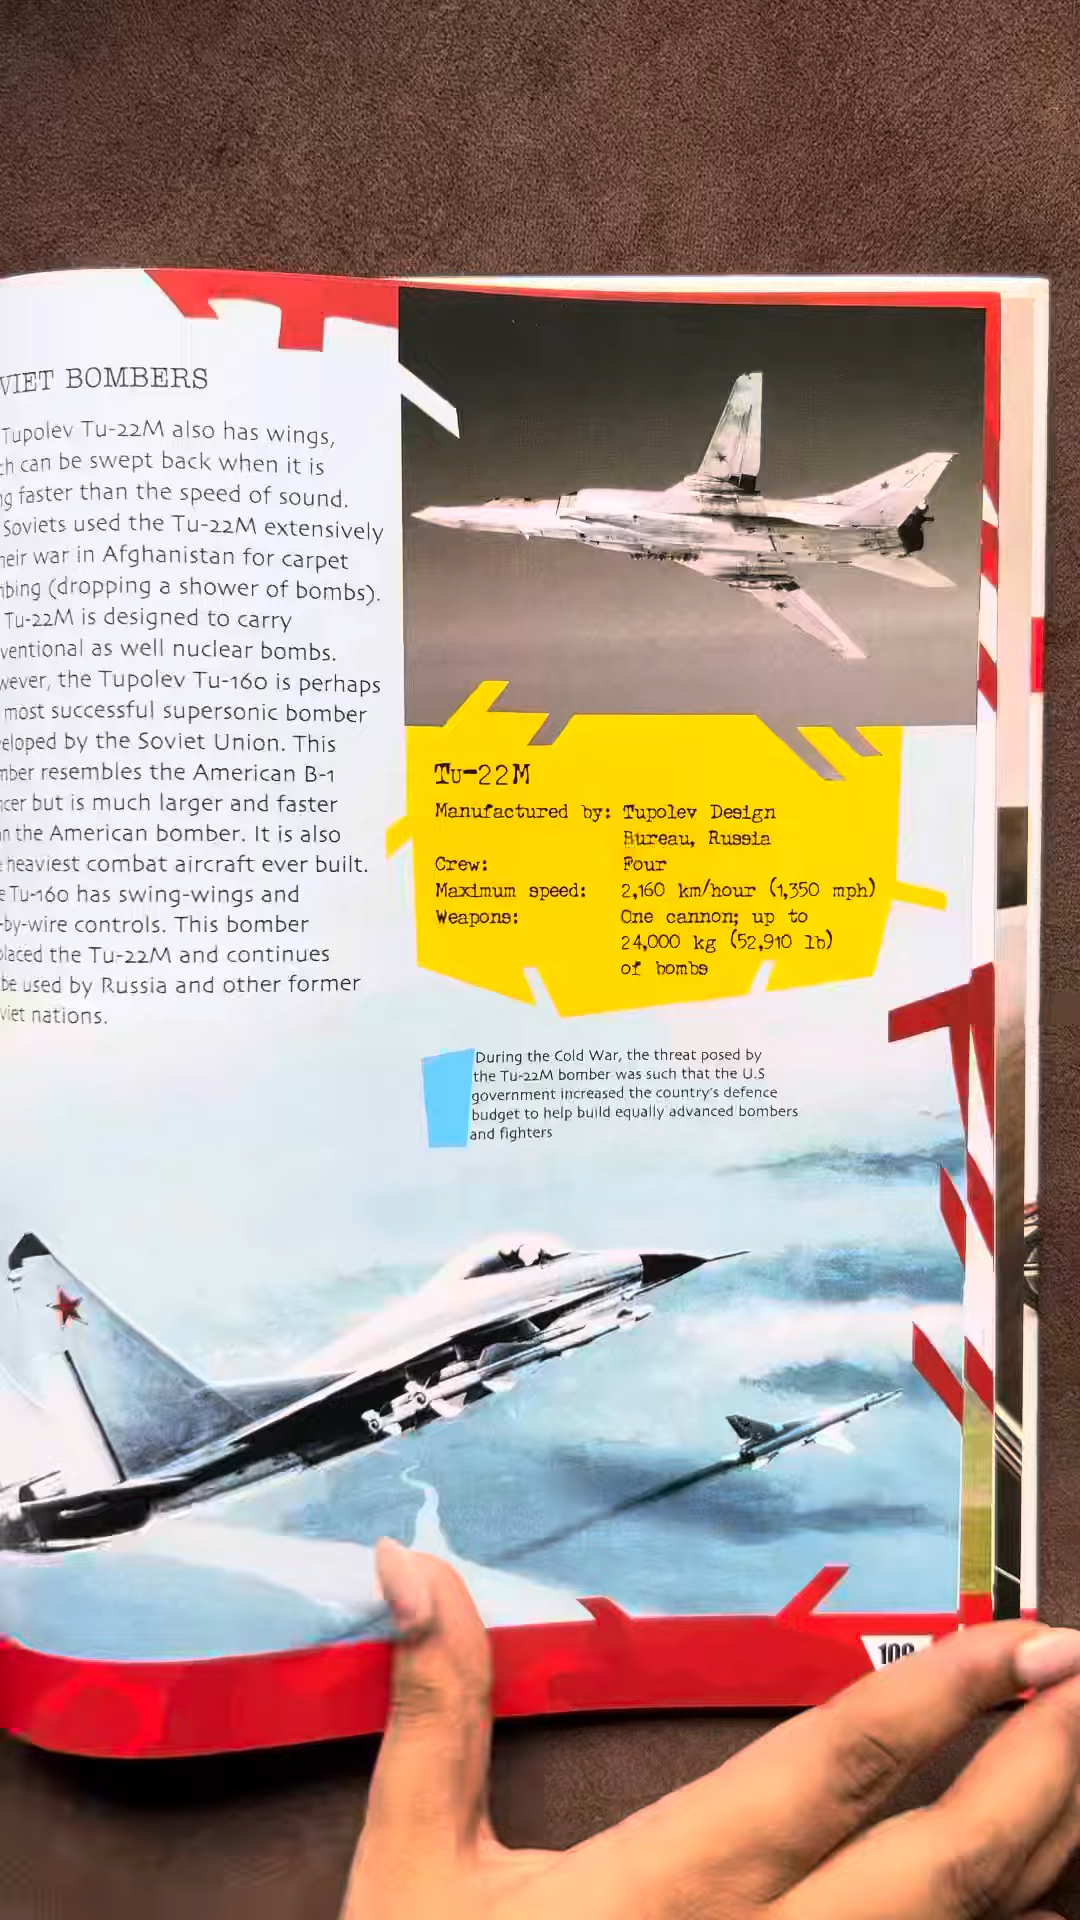 VIET BOMBERS
Tupolev Tu-22M also has wings,
ch can be swept back when it is
ng faster than the speed of sound.
Soviets used the Tu-22M extensively
heir war in Afghanistan for carpet
mbing (dropping a shower of bombs).
Tu-22M is designed to carry
ventional as well nuclear bombs.
wever, the Tupolev Tu-160 is perhaps
most successful supersonic bomber
veloped by the Soviet Union. This
mber resembles the American B-1
ncer but is much larger and faster
n the American bomber. It is also
heaviest combat aircraft ever built.
e Tu-160 has swing-wings and
-by-wire controls. This bomber
placed the Tu-22M and continues
be used by Russia and other former
viet nations.
Tu-22M
Manufactured by: Tupolev Design
Bureau, Russia
Crew: Four
Maximum speed: 2,160 km/hour (1,350 mph)
Weapons: One cannon; up to
24,000 kg (52,910 lb)
of bombs
During the Cold War, the threat posed by
the Tu-22M bomber was such that the U.S
government increased the country's defence
budget to help build equally advanced bombers
and fighters